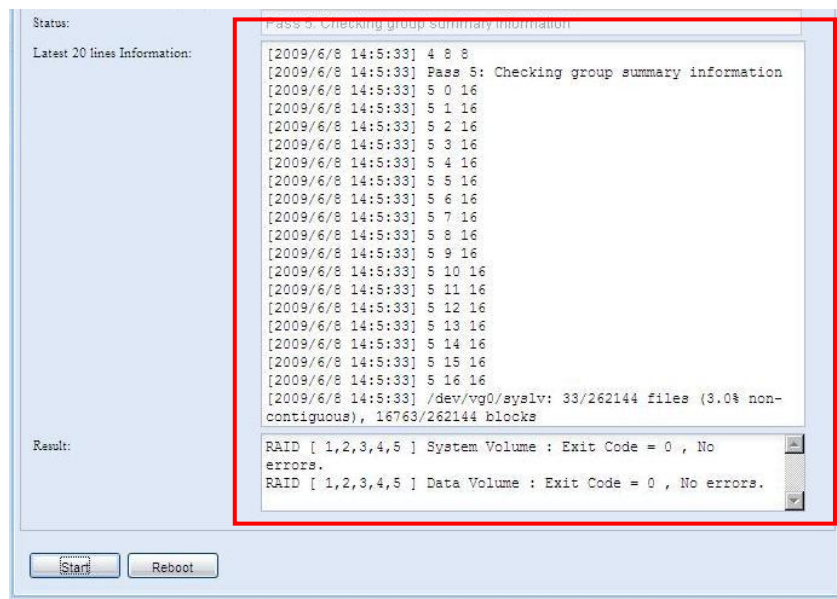 Status:
Pass 5: Checking group summary information
Latest 20 lines Information:
[2009/6/8 14:5:33] 4 8 8
[2009/6/8 14:5:33] Pass 5: Checking group summary information
[2009/6/8 14:5:33] 5 0 16
[2009/6/8 14:5:33] 5 1 16
[2009/6/8 14:5:33] 5 2 16
[2009/6/8 14:5:33] 5 3 16
[2009/6/8 14:5:33] 5 4 16
[2009/6/8 14:5:33] 5 5 16
[2009/6/8 14:5:33] 5 6 16
[2009/6/8 14:5:33] 5 7 16
[2009/6/8 14:5:33] 5 8 16
[2009/6/8 14:5:33] 5 9 16
[2009/6/8 14:5:33] 5 10 16
[2009/6/8 14:5:33] 5 11 16
[2009/6/8 14:5:33] 5 12 16
[2009/6/8 14:5:33] 5 13 16
[2009/6/8 14:5:33] 5 14 16
[2009/6/8 14:5:33] 5 15 16
[2009/6/8 14:5:33] 5 16 16
[2009/6/8 14:5:33] /dev/vg0/syslv: 33/262144 files (3.0% non-
contiguous), 16763/262144 blocks
Result:
RAID [ 1,2,3,4,5 ] System Volume : Exit Code = 0 , No
errors.
RAID [ 1,2,3,4,5 ] Data Volume : Exit Code = 0 , No errors.
Start
Reboot